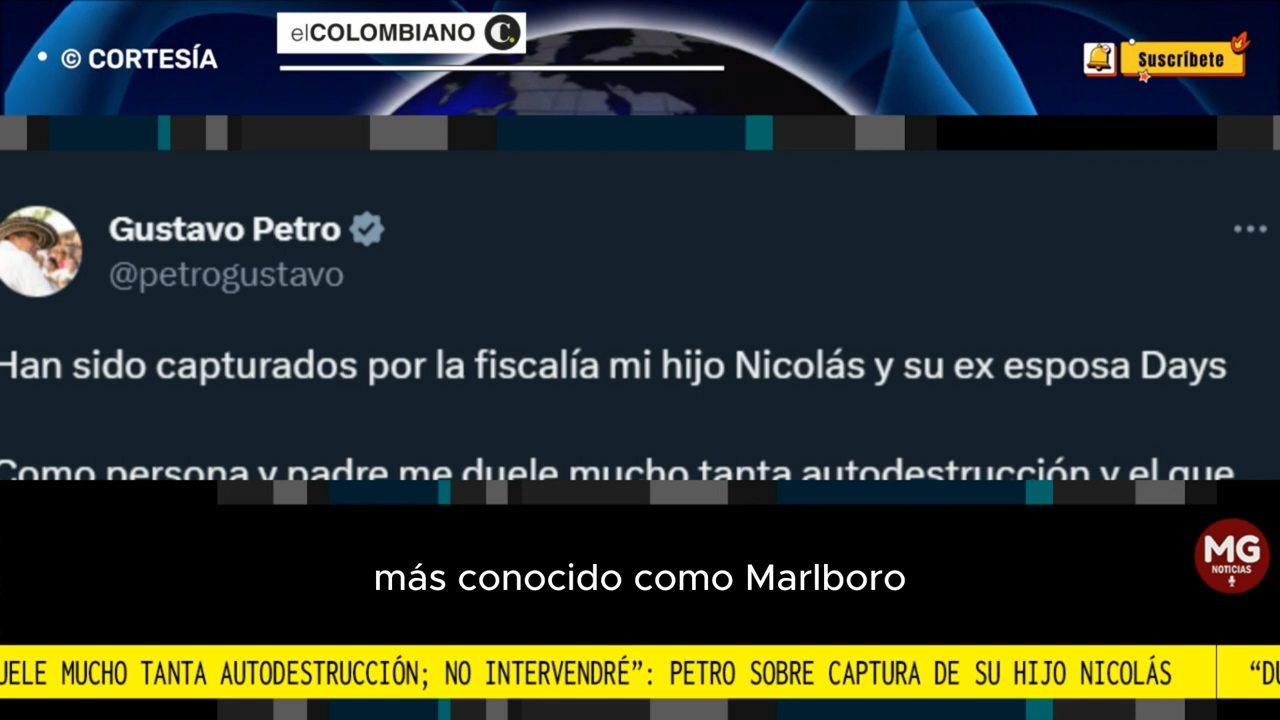 elCOLOMBIANO C.
• © CORTESÍA
Suscríbete
Gustavo Petro
@petrogustavo
Han sido capturados por la fiscalía mi hijo Nicolás y su ex esposa Days
Como persona y padre me duele mucho tanta autodestrucción y el que
más conocido como Marlboro
MG
NOTICIAS
UELE MUCHO TANTA AUTODESTRUCCIÓN; NO INTERVENDRÉ”: PETRO SOBRE CAPTURA DE SU HIJO NICOLÁS “DU